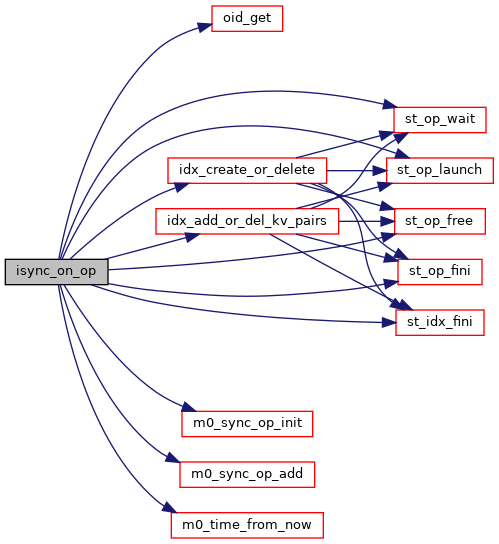 oid_get
st_op_wait
idx_create_or_delete
st_op_launch
idx_add_or_del_kv_pairs
st_op_free
isync_on_op
st_op_fini
st_idx_fini
m0_sync_op_init
m0_sync_op_add
m0_time_from_now